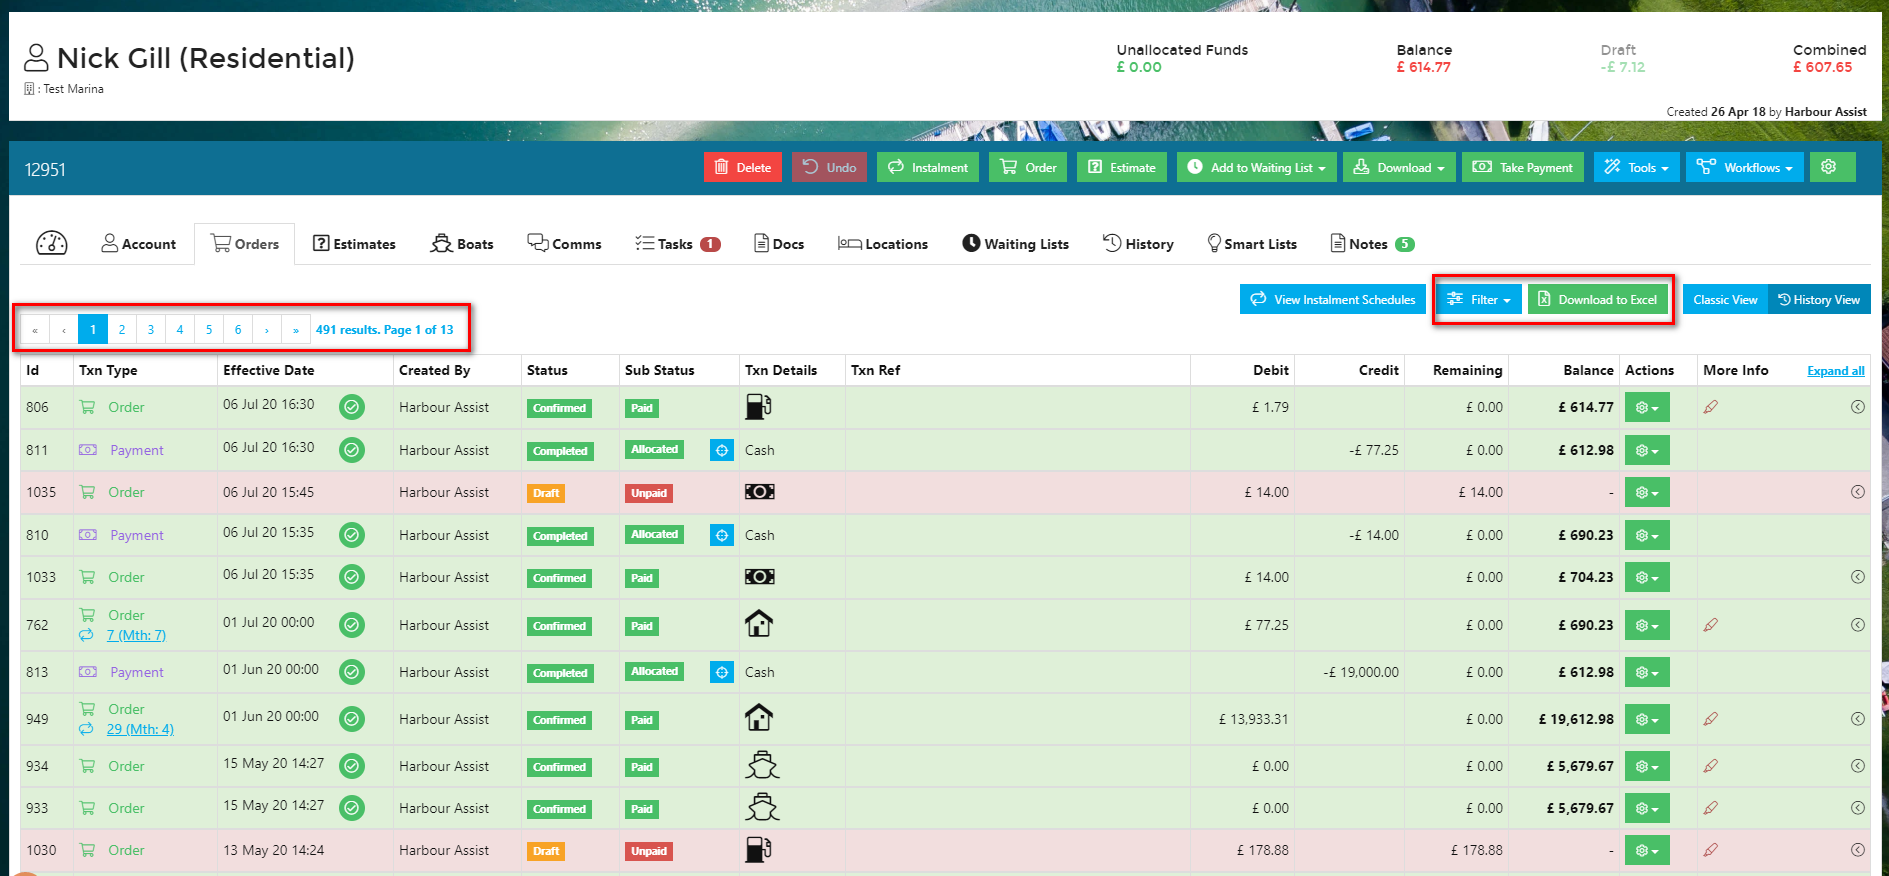 Nick Gill (Residential)
: Test Marina
Unallocated Funds Balance Draft Combined
£ 0.00 £ 614.77 -£ 7.12 £ 607.65
Created 26 Apr 18 by Harbour Assist
12951 Delete Undo Instalment Order Estimate Add to Waiting List Download Take Payment Tools Workflows
Account Orders Estimates Boats Comms Tasks 1 Docs Locations Waiting Lists History Smart Lists Notes 5
View Instalment Schedules Filter Download to Excel Classic View History View
« ‹ 1 2 3 4 5 6 › » 491 results. Page 1 of 13
Id Txn Type Effective Date Created By Status Sub Status Txn Details Txn Ref Debit Credit Remaining Balance Actions More Info Expand all
806 Order 06 Jul 20 16:30 Harbour Assist Confirmed Paid £ 1.79 £ 0.00 £ 614.77
811 Payment 06 Jul 20 16:30 Harbour Assist Completed Allocated Cash -£ 77.25 £ 0.00 £ 612.98
1035 Order 06 Jul 20 15:45 Harbour Assist Draft Unpaid £ 14.00 £ 14.00 -
810 Payment 06 Jul 20 15:35 Harbour Assist Completed Allocated Cash -£ 14.00 £ 0.00 £ 690.23
1033 Order 06 Jul 20 15:35 Harbour Assist Confirmed Paid £ 14.00 £ 0.00 £ 704.23
762 Order 01 Jul 20 00:00 Harbour Assist Confirmed Paid £ 77.25 £ 0.00 £ 690.23
7 (Mth: 7)
813 Payment 01 Jun 20 00:00 Harbour Assist Completed Allocated Cash -£ 19,000.00 £ 0.00 £ 612.98
949 Order 01 Jun 20 00:00 Harbour Assist Confirmed Paid £ 13,933.31 £ 0.00 £ 19,612.98
29 (Mth: 4)
934 Order 15 May 20 14:27 Harbour Assist Confirmed Paid £ 0.00 £ 0.00 £ 5,679.67
933 Order 15 May 20 14:27 Harbour Assist Confirmed Paid £ 0.00 £ 0.00 £ 5,679.67
1030 Order 13 May 20 14:24 Harbour Assist Draft Unpaid £ 178.88 £ 178.88 -